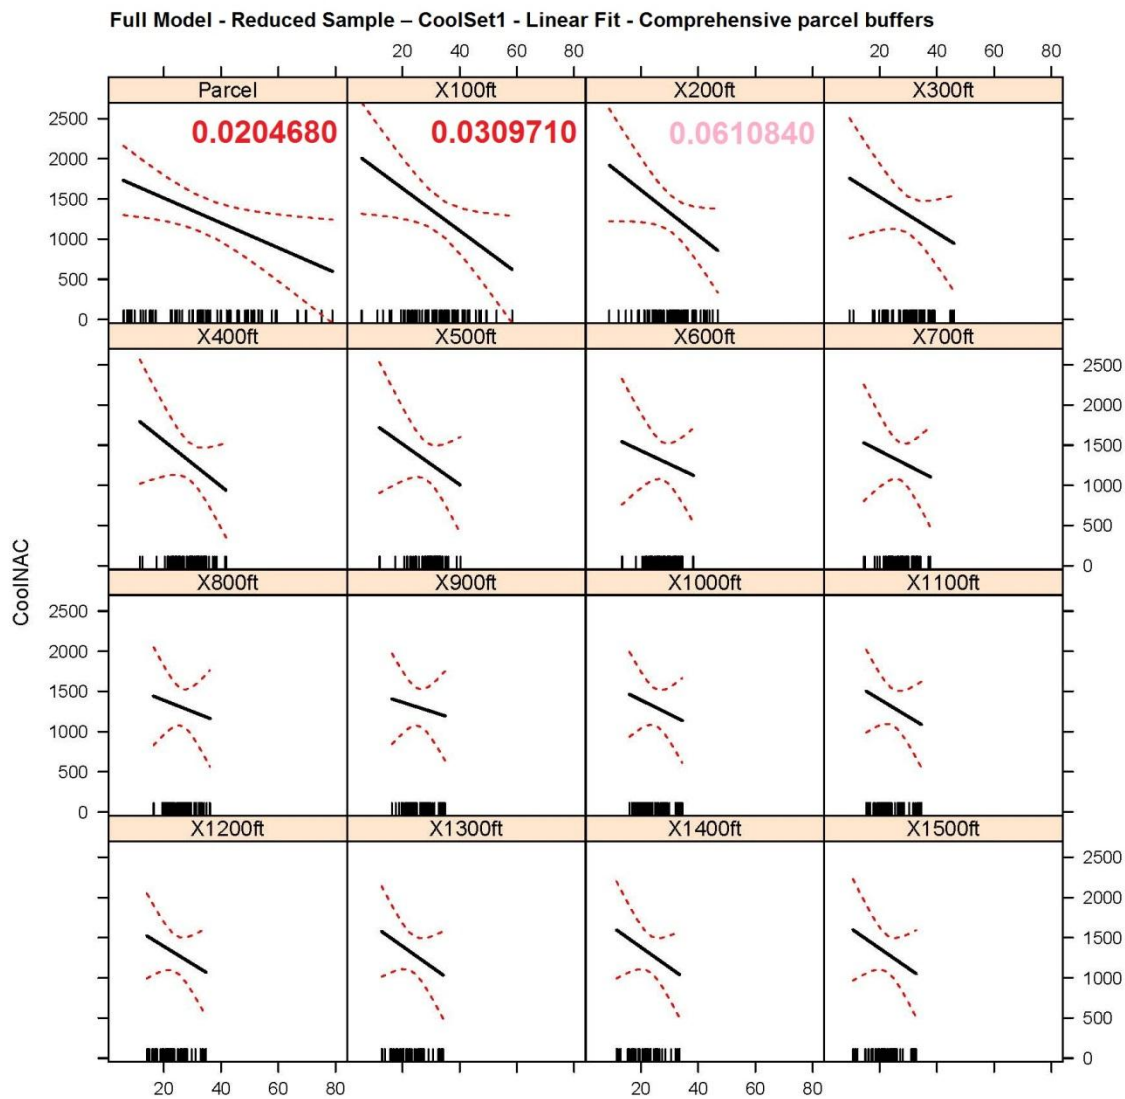 Full Model - Reduced Sample – CoolSet1 - Linear Fit - Comprehensive parcel buffers
20 40 60 80 20 40 60 80
Parcel X100ft X200ft X300ft
0.0204680 0.0309710 0.0610840
2500
2000
1500
1000
500
0
X400ft X500ft X600ft X700ft
2500
2000
1500
1000
500
0
CoolNAC
X800ft X900ft X1000ft X1100ft
2500
2000
1500
1000
500
0
X1200ft X1300ft X1400ft X1500ft
2500
2000
1500
1000
500
0
20 40 60 80 20 40 60 80